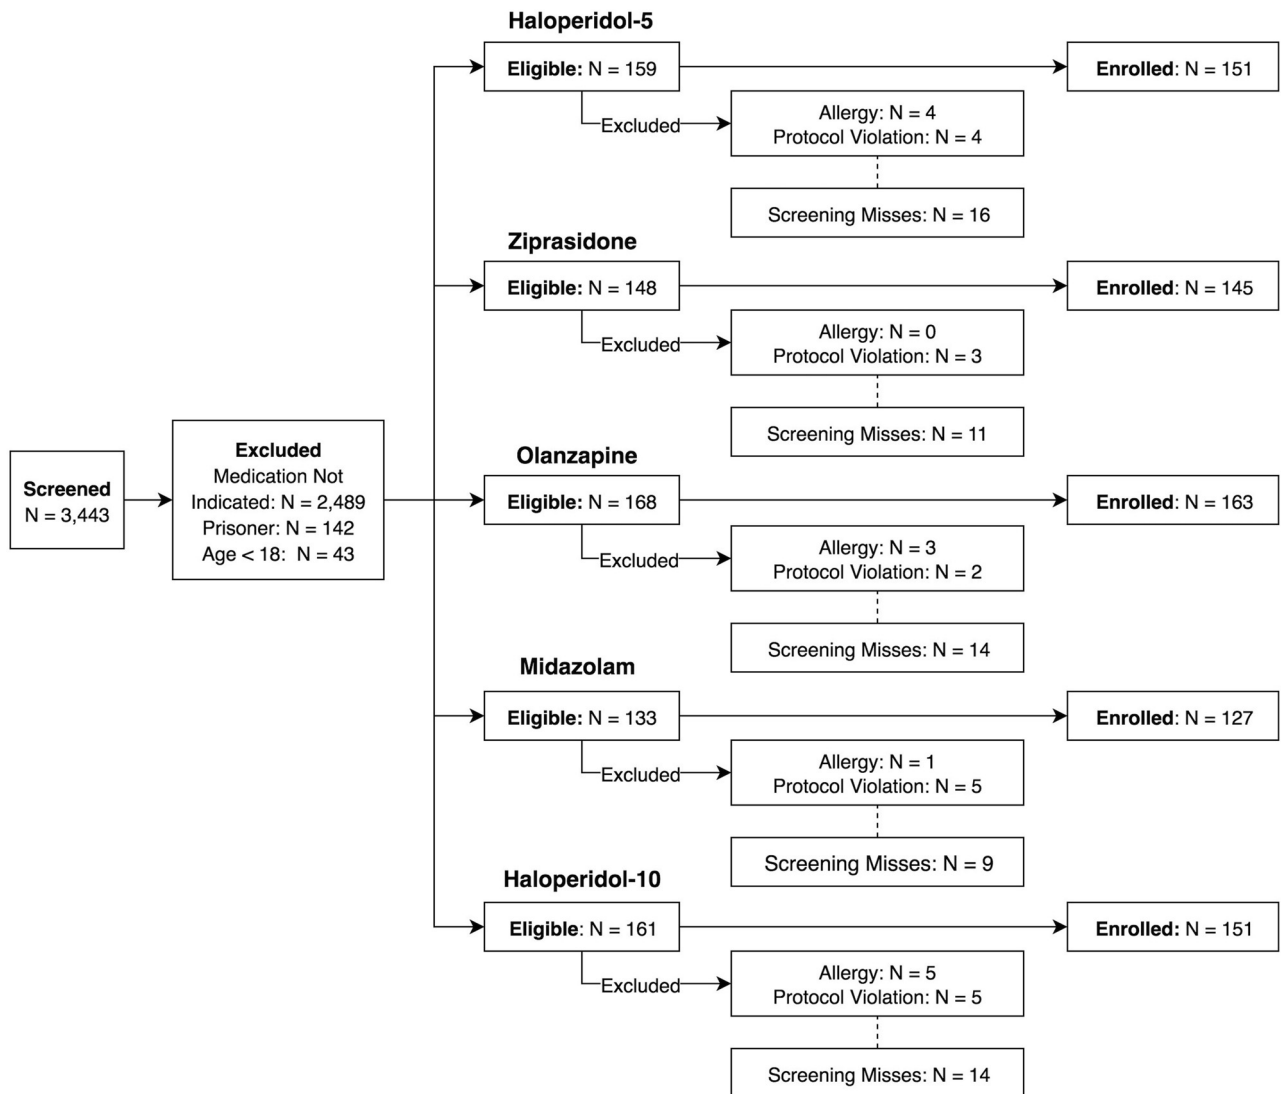 Screened
N = 3,443
Excluded
Medication Not
Indicated: N = 2,489
Prisoner: N = 142
Age < 18: N = 43
Haloperidol-5
Eligible: N = 159
Enrolled: N = 151
Excluded
Allergy: N = 4
Protocol Violation: N = 4
Screening Misses: N = 16
Ziprasidone
Eligible: N = 148
Enrolled: N = 145
Excluded
Allergy: N = 0
Protocol Violation: N = 3
Screening Misses: N = 11
Olanzapine
Eligible: N = 168
Enrolled: N = 163
Excluded
Allergy: N = 3
Protocol Violation: N = 2
Screening Misses: N = 14
Midazolam
Eligible: N = 133
Enrolled: N = 127
Excluded
Allergy: N = 1
Protocol Violation: N = 5
Screening Misses: N = 9
Haloperidol-10
Eligible: N = 161
Enrolled: N = 151
Excluded
Allergy: N = 5
Protocol Violation: N = 5
Screening Misses: N = 14